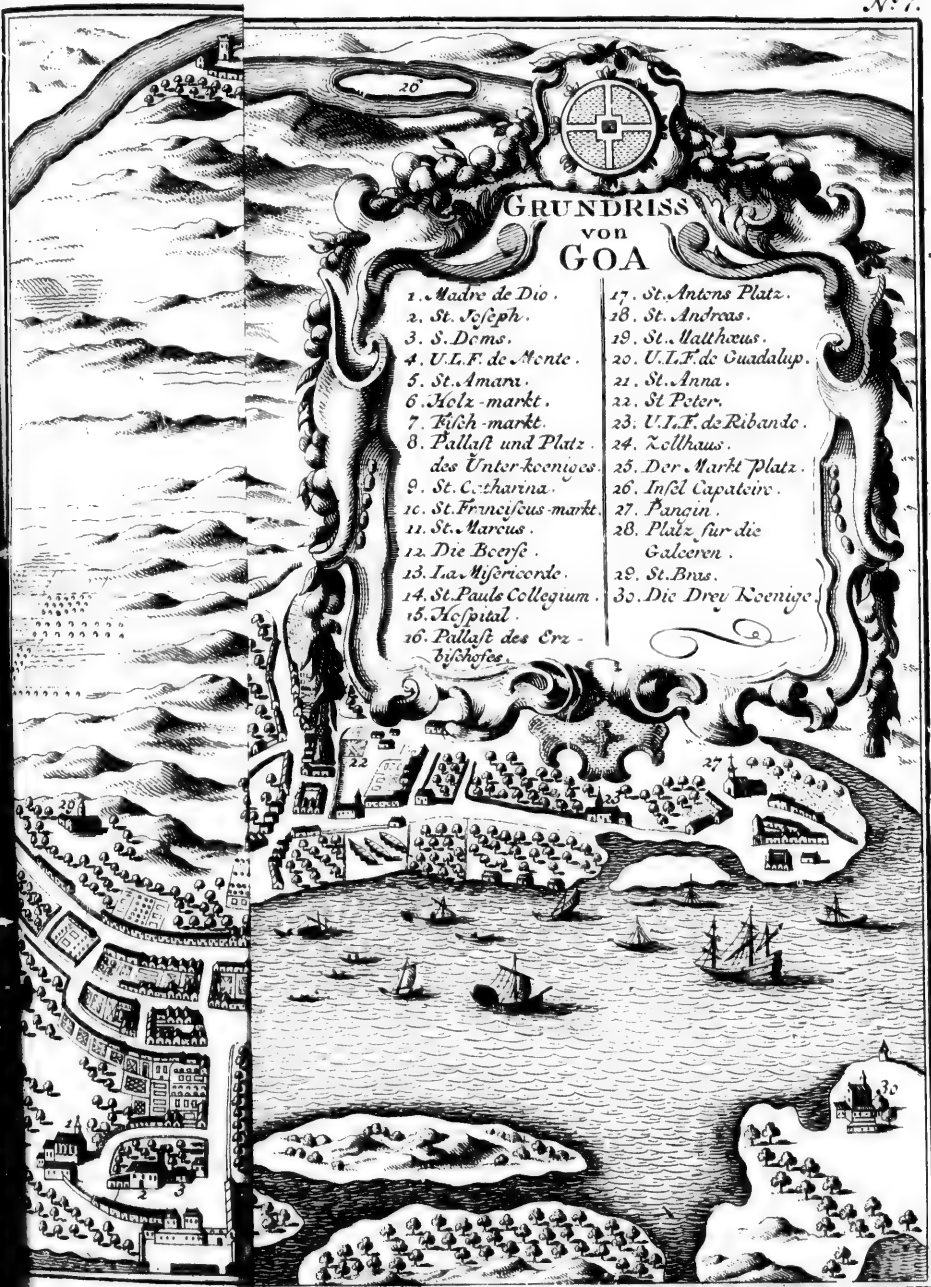 Nº 7.
26
GRUNDRISS
von
GOA
1. Madre de Dio.
2. St. Joseph.
3. S. Doms.
4. U.L.F. de Monte.
5. St. Amara.
6. Holz-markt.
7. Fisch-markt.
8. Pallast und Platz
des Unter-koeniges.
9. St. Catharina.
10. St. Franciscus-markt.
11. St. Marcus.
12. Die Boerse.
13. La Misericorde.
14. St. Pauls Collegium.
15. Hospital.
16. Pallast des Erz-
bischofes.
17. St. Antons Platz.
18. St. Andreas.
19. St. Matthæus.
20. U.L.F. de Guadalup.
21. St. Anna.
22. St Peter.
23. U.L.F. de Ribando.
24. Zollhaus.
25. Der Markt Platz.
26. Insel Capateire.
27. Pangin.
28. Platz fur die
Galeeren.
29. St. Bras.
30. Die Drey Koenige.
22
27
30
1
2
3